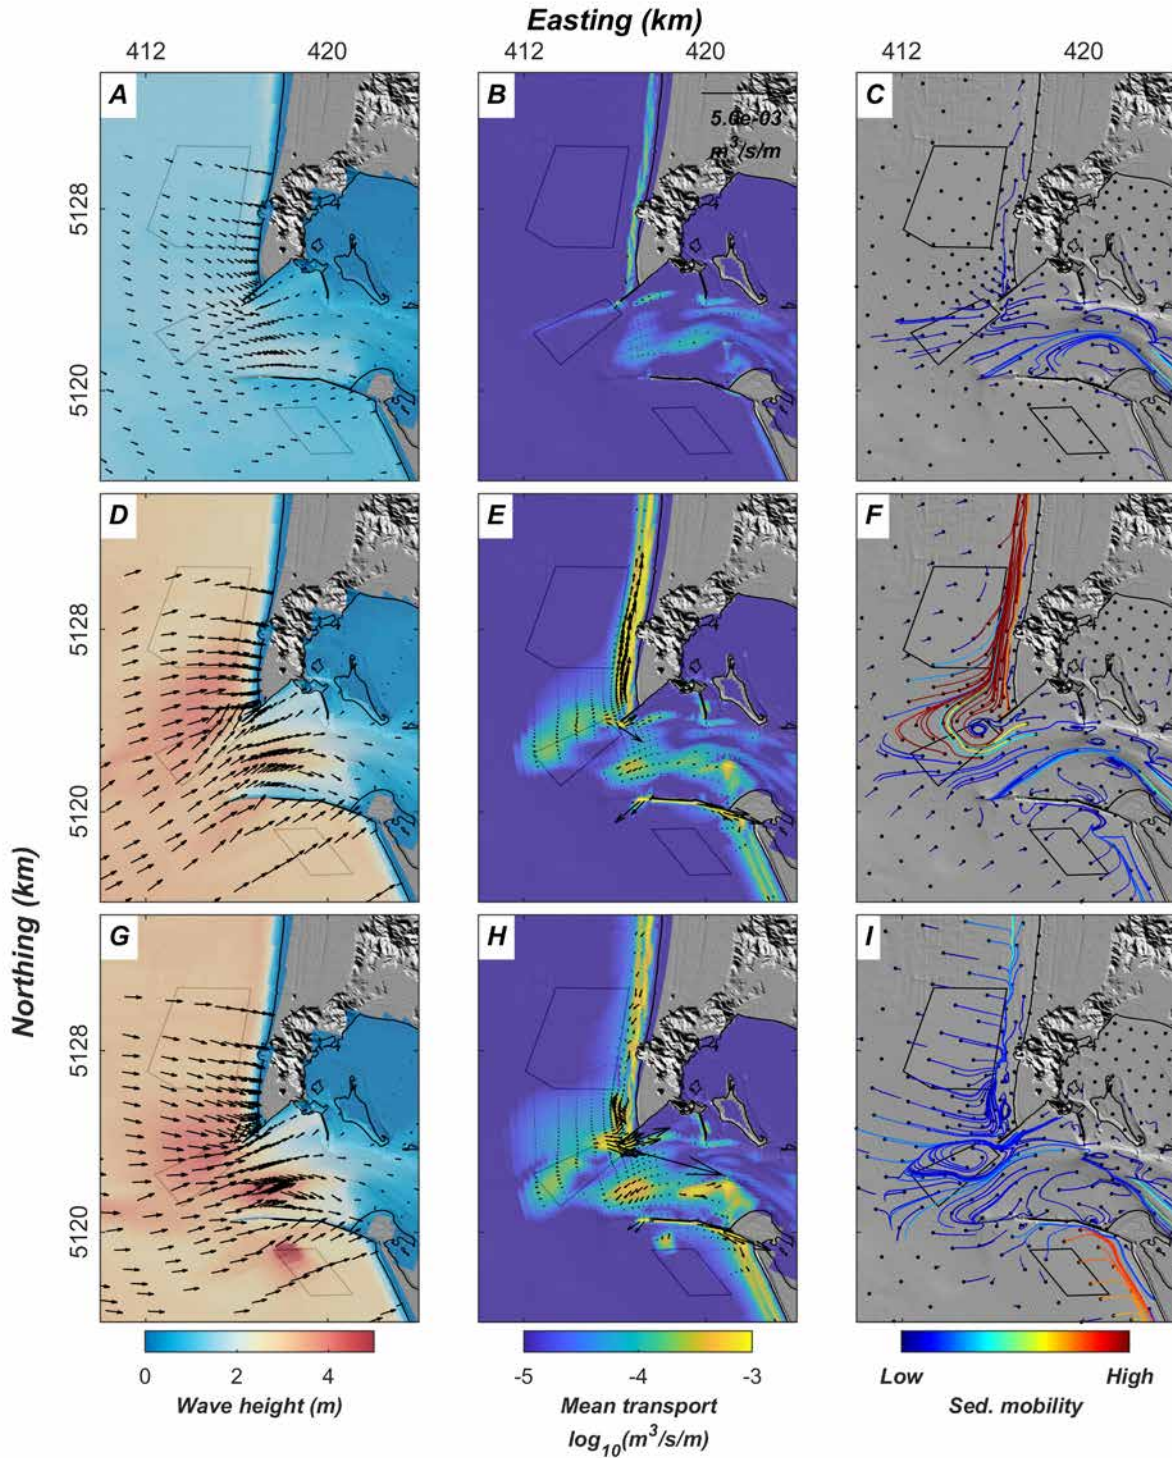 Easting (km)
412 420 412 420 412 420
A B C
5.0e-03
m³/s/m
5128
5120
D E F
5128
5120
Northing (km)
G H I
5128
5120
0 2 4
Wave height (m)
-5 -4 -3
Mean transport
log₁₀(m³/s/m)
Low High
Sed. mobility